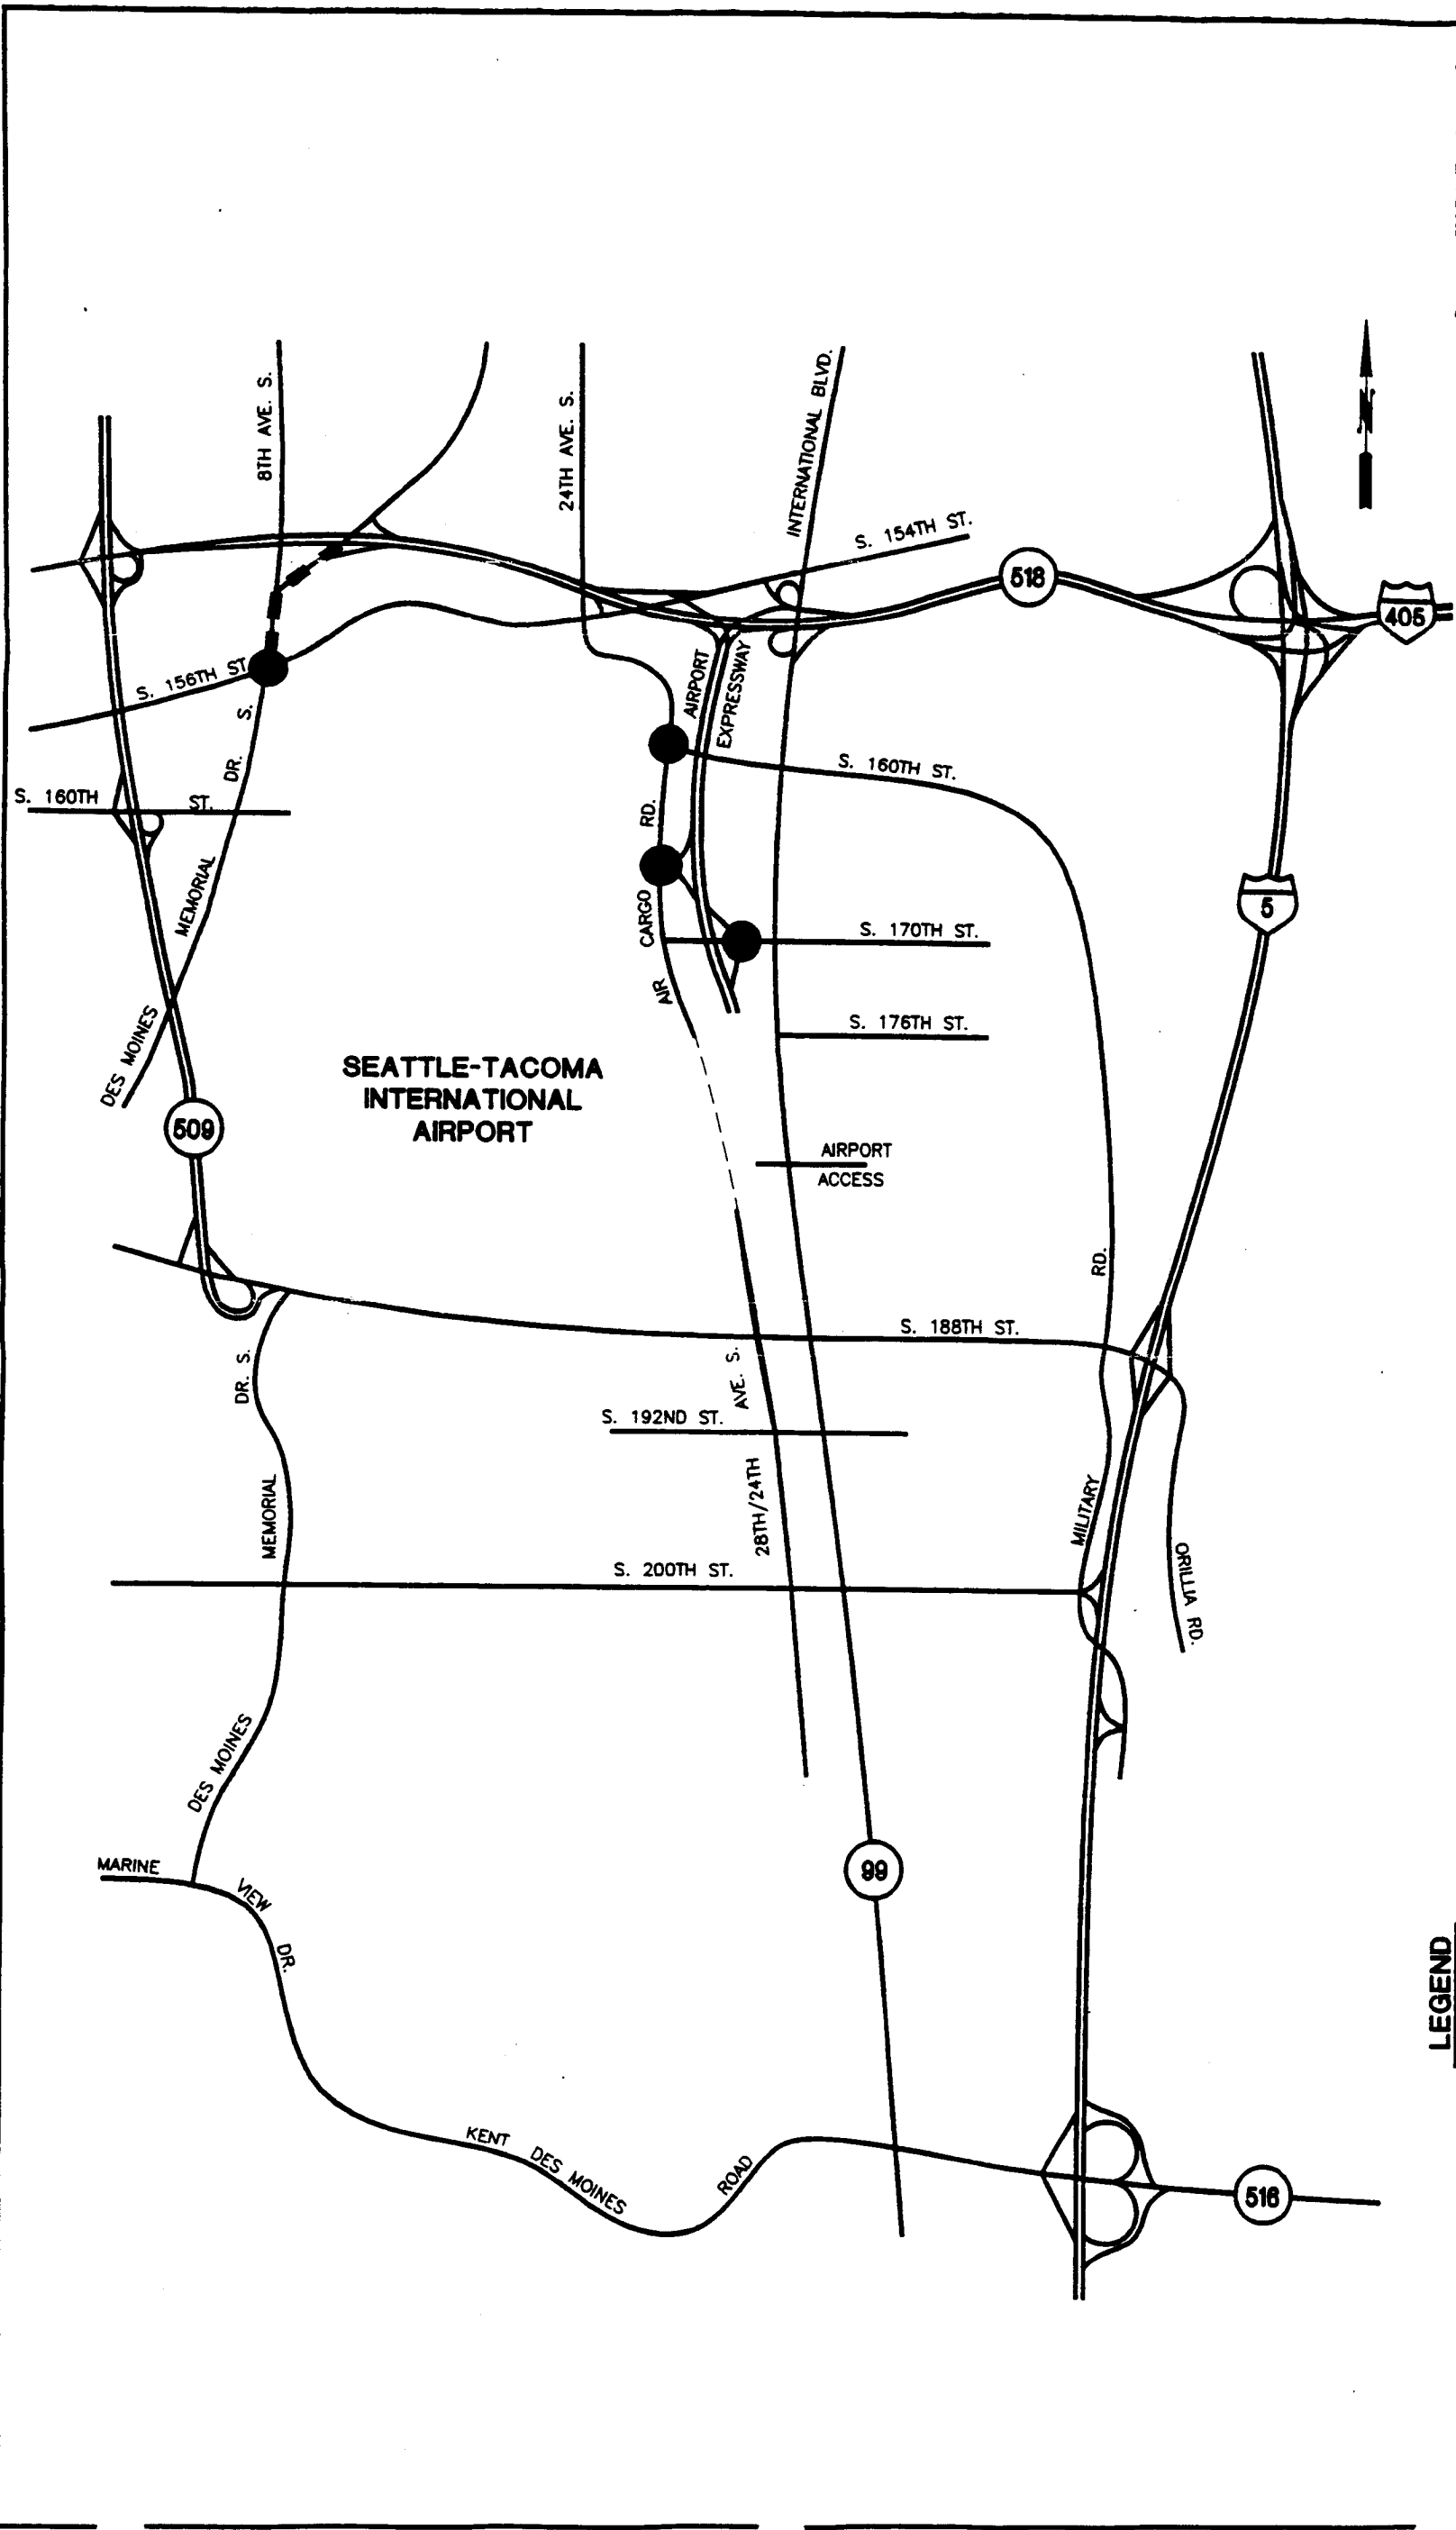 8TH AVE. S.
24TH AVE. S.
INTERNATIONAL BLVD.
N
S. 154TH ST.
518
405
S. 156TH ST.
AIRPORT
EXPRESSWAY
S. 160TH ST.
S. 160TH ST.
DES MOINES MEMORIAL DR. S.
5
AIR CARGO RD.
S. 170TH ST.
S. 176TH ST.
SEATTLE-TACOMA
INTERNATIONAL
AIRPORT
509
AIRPORT
ACCESS
MILITARY RD.
S. 188TH ST.
S. 192ND ST.
28TH/24TH AVE. S.
DES MOINES MEMORIAL DR. S.
S. 200TH ST.
ORILLIA RD.
MARINE VIEW DR.
99
KENT DES MOINES ROAD
516
LEGEND